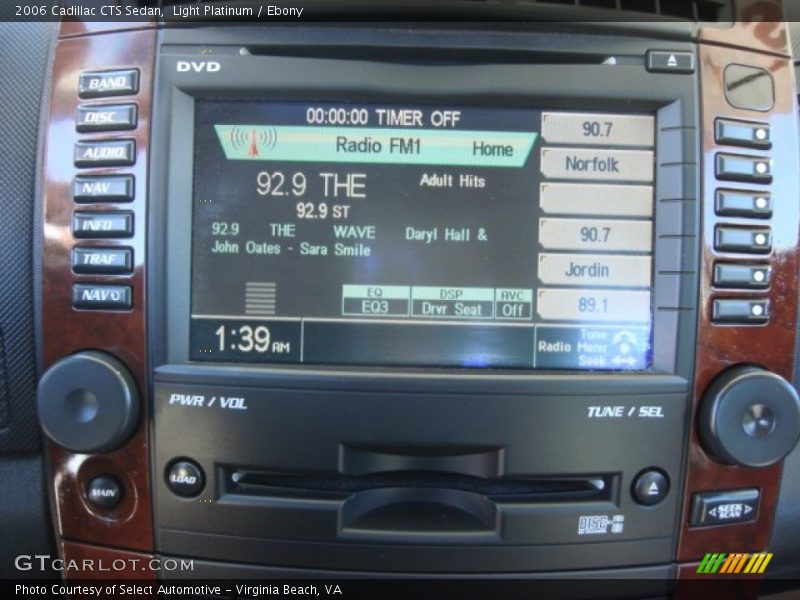 2006 Cadillac CTS Sedan,  Light Platinum / Ebony
DVD
BAND
DISC
AUDIO
NAV
INFO
TRAF
NAV
00:00:00 TIMER OFF
Radio FM1
Home
92.9 THE
Adult Hits
92.9 ST
92.9 THE WAVE Daryl Hall &
John Oates - Sara Smile
EQ
EQ3
DSP
Drvr Seat
AVC
Off
1:39 AM
Tune
Radio Menu
Seek
90.7
Norfolk
90.7
Jordin
89.1
PWR / VOL
TUNE / SEL
MAIN
LOAD
DISC
SEEK
SCAN
GTCARLOT.COM
Photo Courtesy of Select Automotive - Virginia Beach, VA